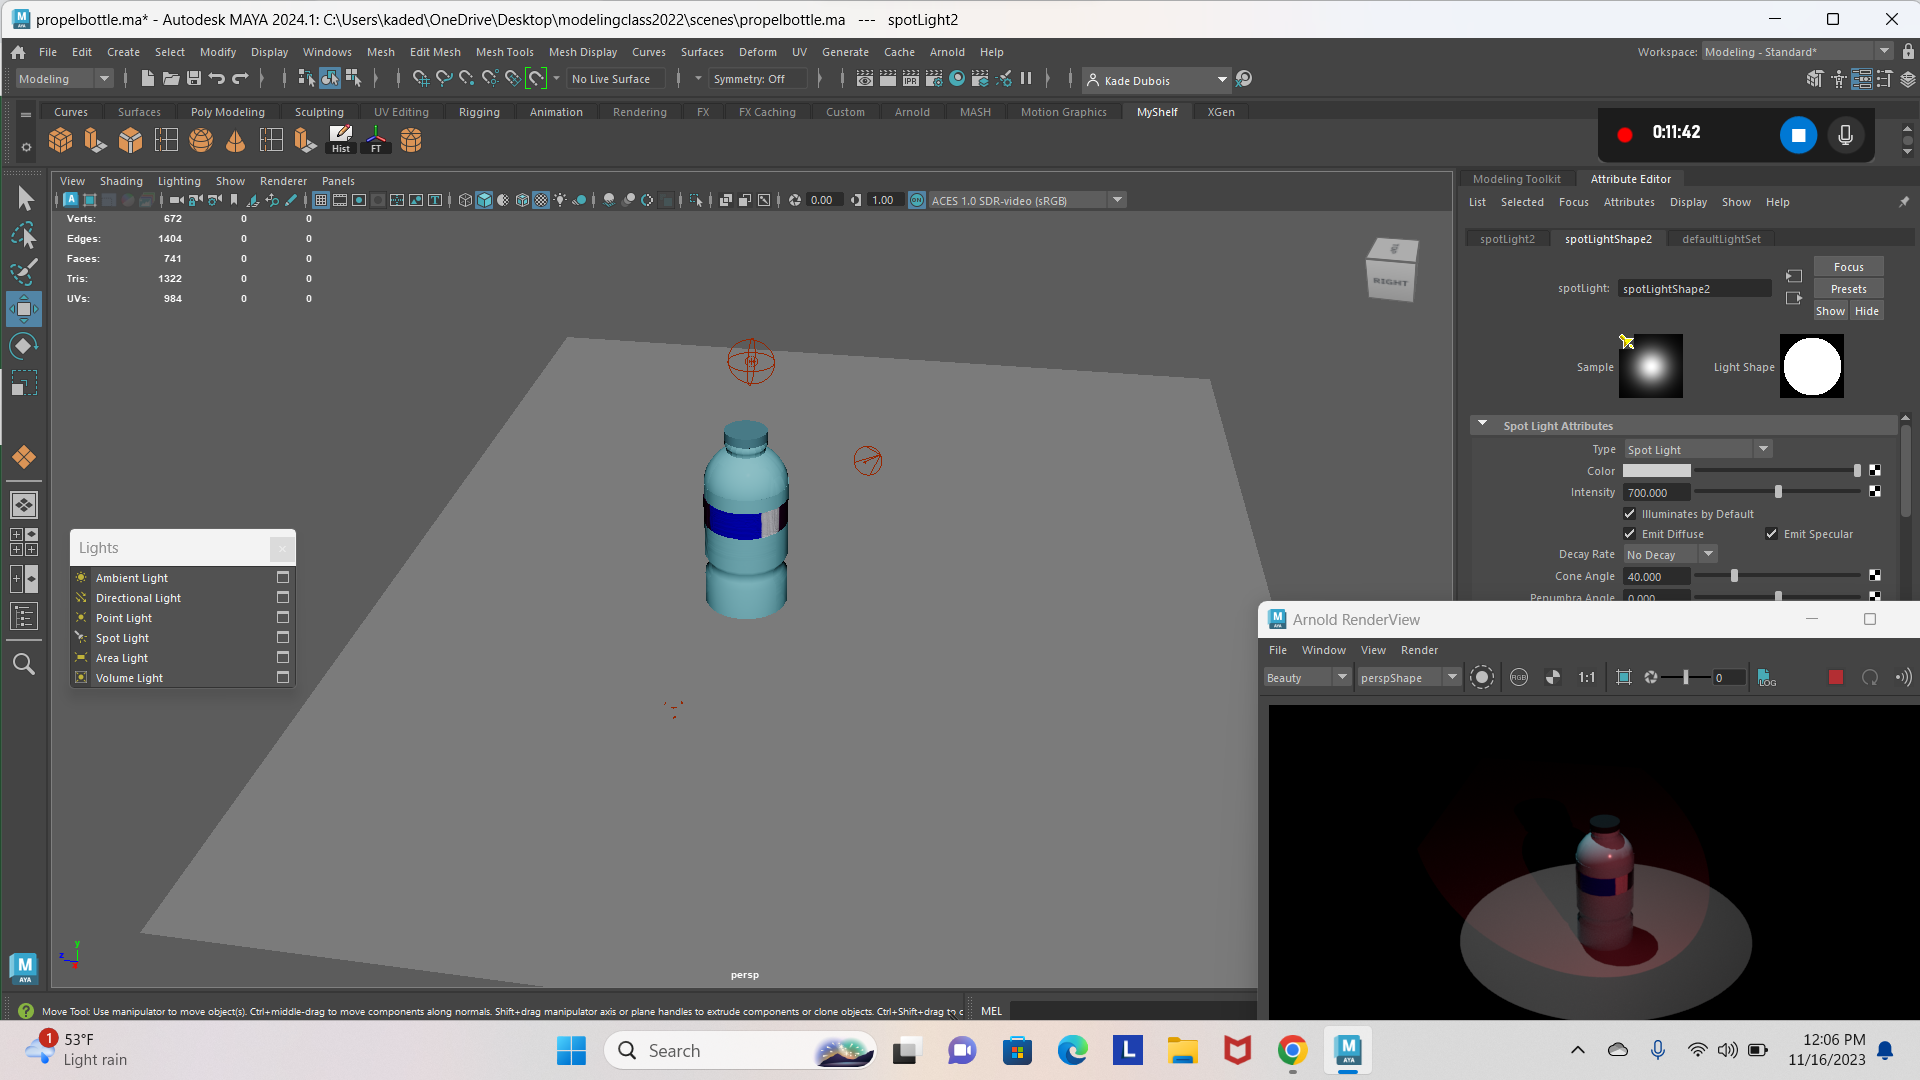 propelbottle.ma* - Autodesk MAYA 2024.1: C:\Users\kaded\OneDrive\Desktop\modelingclass2022\scenes\propelbottle.ma --- spotLight2
File Edit Create Select Modify Display Windows Mesh Edit Mesh Mesh Tools Mesh Display Curves Surfaces Deform UV Generate Cache Arnold Help
Workspace: Modeling - Standard*
Modeling
No Live Surface
Symmetry: Off
IPR
Kade Dubois
Curves Surfaces Poly Modeling Sculpting UV Editing Rigging Animation Rendering FX FX Caching Custom Arnold MASH Motion Graphics MyShelf XGen
Hist
FT
0:11:42
View Shading Lighting Show Renderer Panels
0.00
1.00
ON
ACES 1.0 SDR-video (sRGB)
Verts: 672 0 0
Edges: 1404 0 0
Faces: 741 0 0
Tris: 1322 0 0
UVs: 984 0 0
RIGHT
Modeling Toolkit Attribute Editor
List Selected Focus Attributes Display Show Help
spotLight2 spotLightShape2 defaultLightSet
spotLight: spotLightShape2
Focus
Presets
Show Hide
Sample
Light Shape
Spot Light Attributes
Type Spot Light
Color
Intensity 700.000
Illuminates by Default
Emit Diffuse Emit Specular
Decay Rate No Decay
Cone Angle 40.000
Penumbra Angle 0.000
Lights
Ambient Light
Directional Light
Point Light
Spot Light
Area Light
Volume Light
Arnold RenderView
File Window View Render
Beauty
perspShape
RGB
1:1
0
LOG
y
z
persp
M
AYA
Move Tool: Use manipulator to move object(s). Ctrl+middle-drag to move components along normals. Shift+drag manipulator axis or plane handles to extrude components or clone objects. Ctrl+Shift+drag to c
MEL
1
53°F
Light rain
Search
L
M
AYA
12:06 PM
11/16/2023